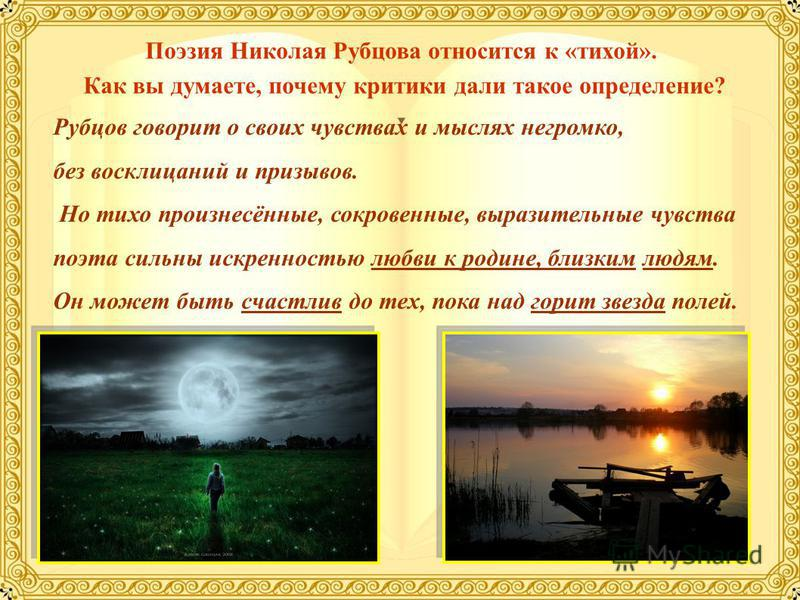 Поэзия Николая Рубцова относится к «тихой».
Как вы думаете, почему критики дали такое определение?
Рубцов говорит о своих чувствах и мыслях негромко,
без восклицаний и призывов.
Но тихо произнесённые, сокровенные, выразительные чувства
поэта сильны искренностью любви к родине, близким людям.
Он может быть счастлив до тех, пока над горит звезда полей.
MyShared